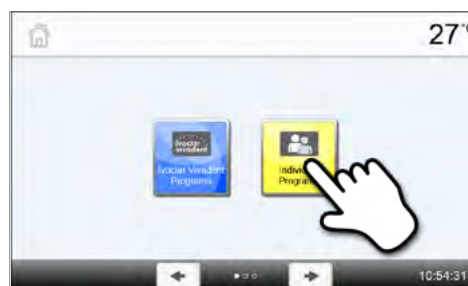 27°
ivoclar
vivadent
Ivoclar Vivadent
Programs
10:54:31